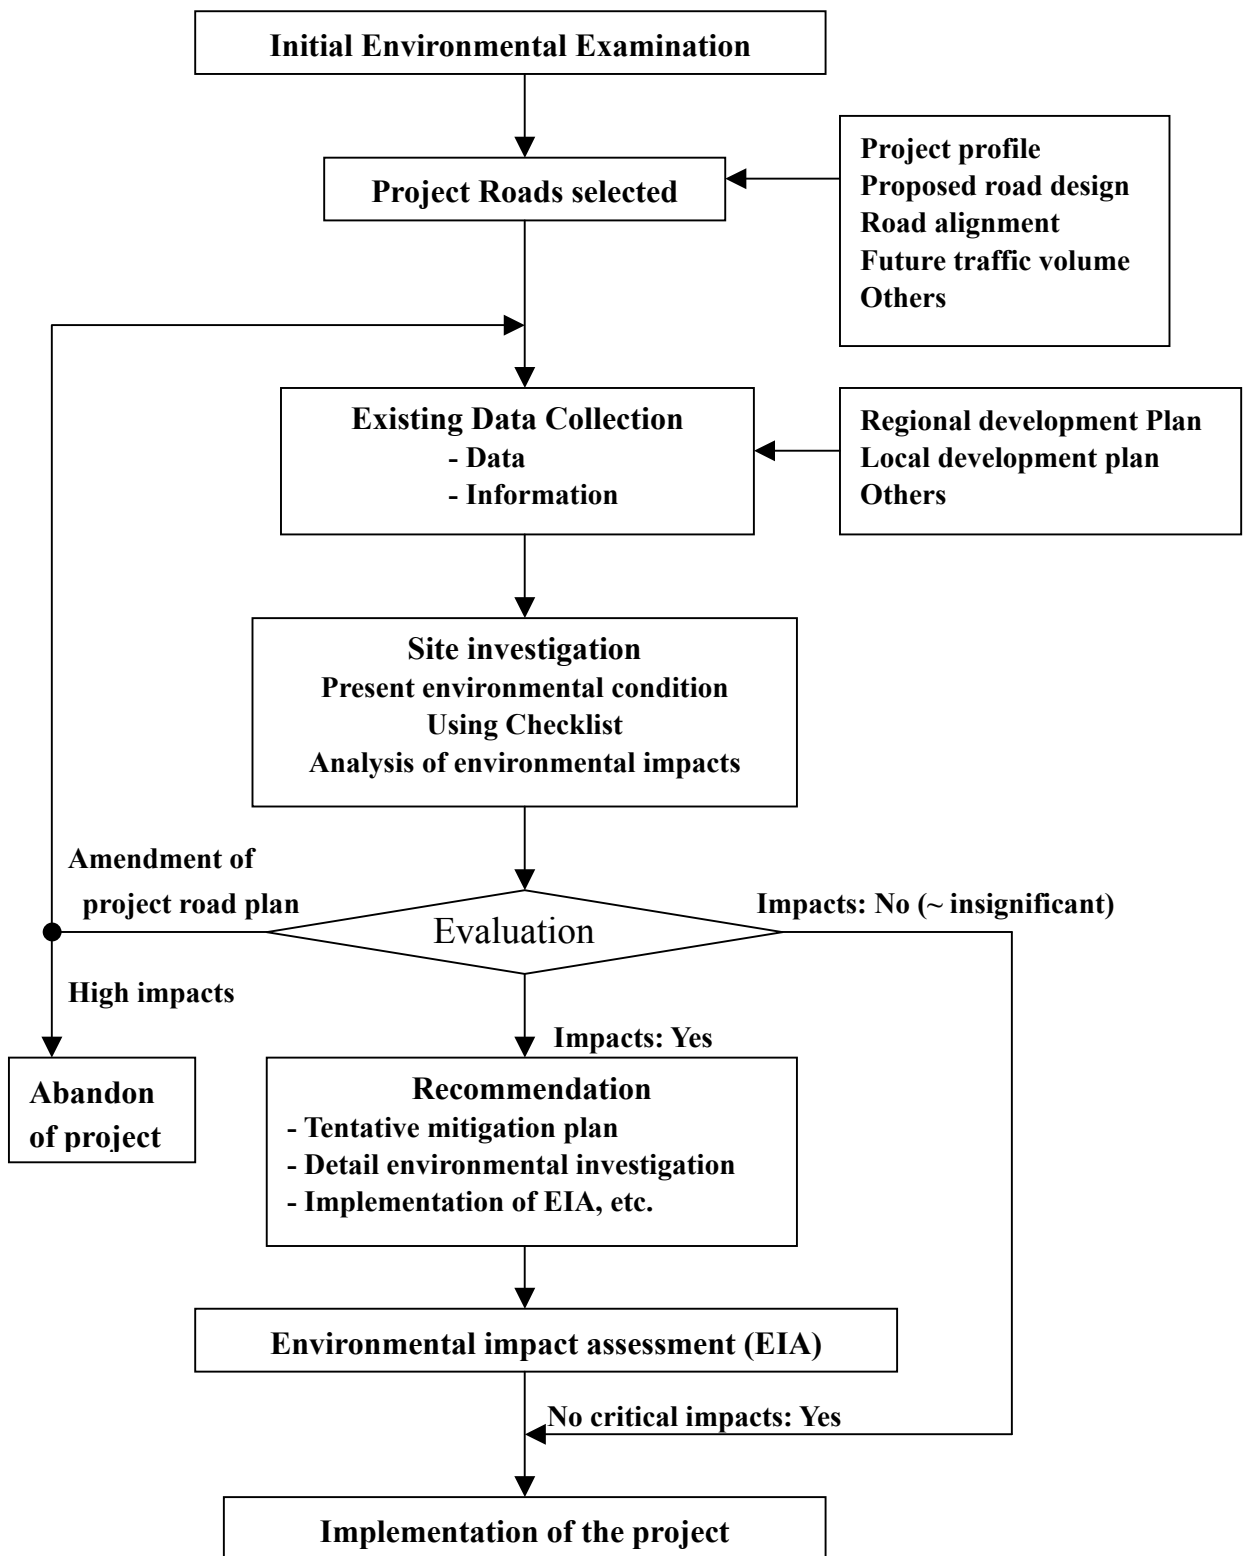 Initial Environmental Examination
Project Roads selected
Project profile
Proposed road design
Road alignment
Future traffic volume
Others
Existing Data Collection
- Data
- Information
Regional development Plan
Local development plan
Others
Site investigation
Present environmental condition
Using Checklist
Analysis of environmental impacts
Amendment of
project road plan
Evaluation
Impacts: No (~ insignificant)
High impacts
Impacts: Yes
Abandon
of project
Recommendation
- Tentative mitigation plan
- Detail environmental investigation
- Implementation of EIA, etc.
Environmental impact assessment (EIA)
No critical impacts: Yes
Implementation of the project